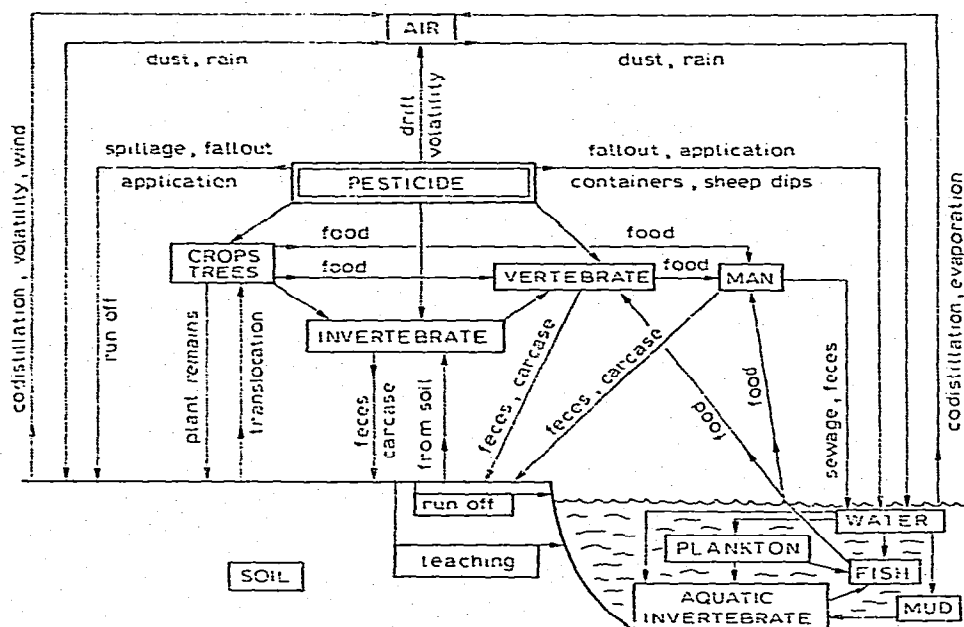 AIR
dust, rain
dust, rain
drift
volatility
codistillation, volatility, wind
codistillation, evaporation
spillage, fallout
application
PESTICIDE
fallout, application
containers, sheep dips
run off
food
food
CROPS
TREES
food
VERTEBRATE
food
MAN
INVERTEBRATE
plant remains
translocation
feces
carcase
from soil
feces, carcase
feces, carcase
food
food
sewage, feces
run off
leaching
SOIL
WATER
PLANKTON
FISH
AQUATIC
INVERTEBRATE
MUD